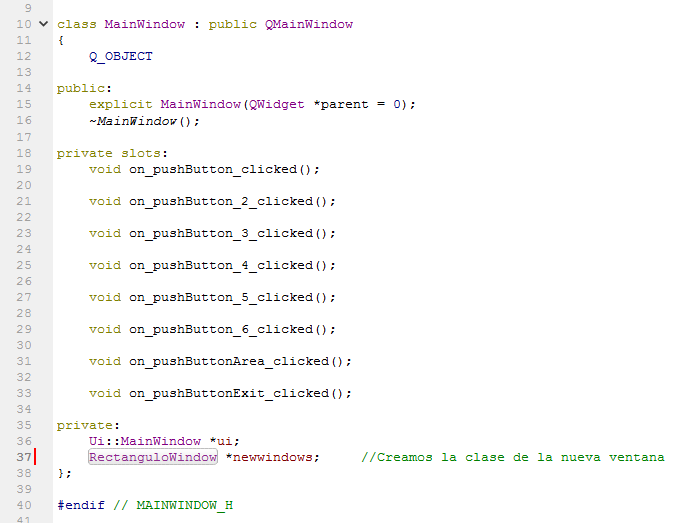 9
10 class MainWindow : public QMainWindow
11 {
12     Q_OBJECT
13
14 public:
15     explicit MainWindow(QWidget *parent = 0);
16     ~MainWindow();
17
18 private slots:
19     void on_pushButton_clicked();
20
21     void on_pushButton_2_clicked();
22
23     void on_pushButton_3_clicked();
24
25     void on_pushButton_4_clicked();
26
27     void on_pushButton_5_clicked();
28
29     void on_pushButton_6_clicked();
30
31     void on_pushButtonArea_clicked();
32
33     void on_pushButtonExit_clicked();
34
35 private:
36     Ui::MainWindow *ui;
37     RectanguloWindow *newwindows;     //Creamos la clase de la nueva ventana
38 };
39
40 #endif // MAINWINDOW_H
41